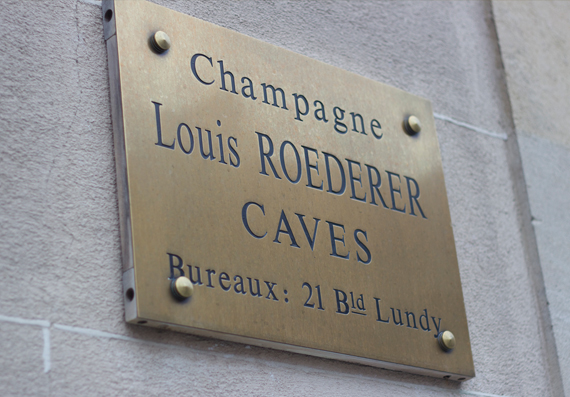 Champagne
Louis ROEDERER
CAVES
Bureaux: 21 Bld Lundy